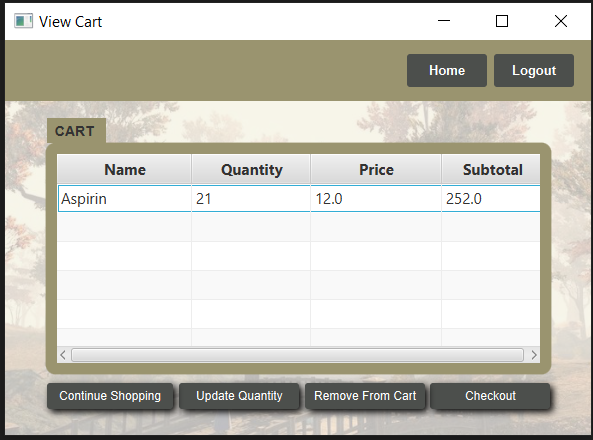 View Cart
Home Logout
CART
Name Quantity Price Subtotal
Aspirin 21 12.0 252.0
Continue Shopping Update Quantity Remove From Cart Checkout